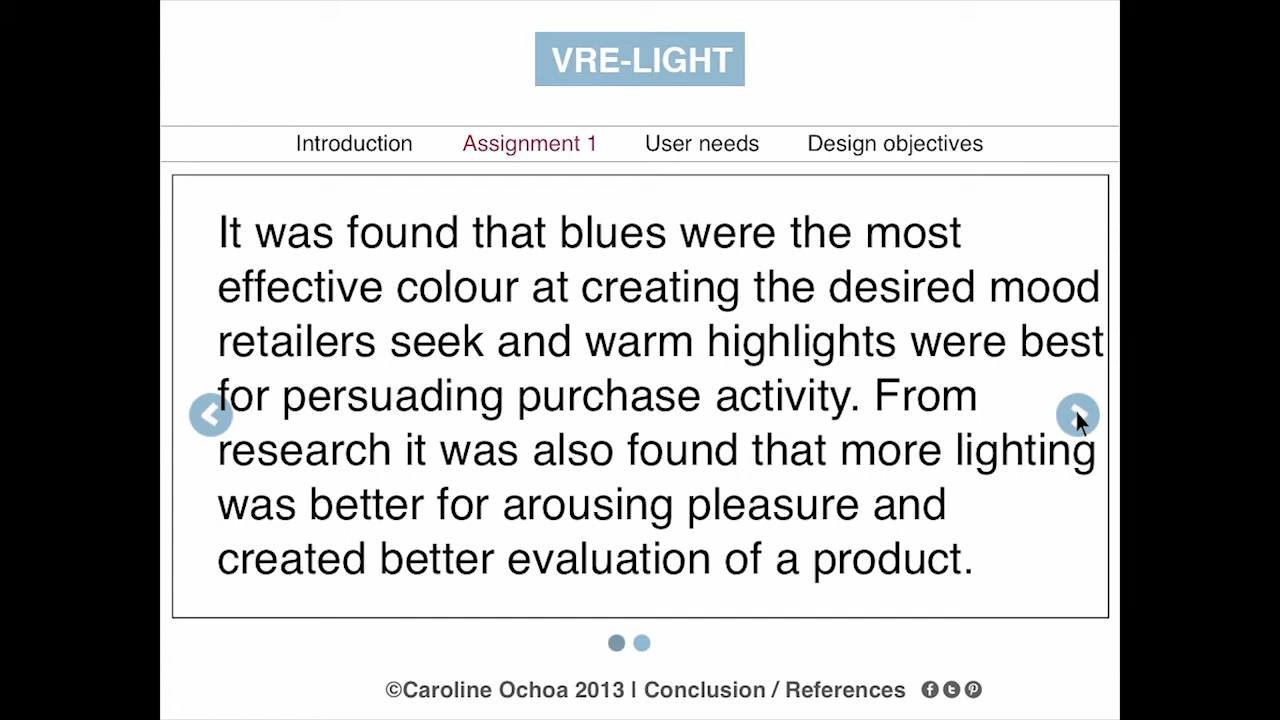 VRE-LIGHT
Introduction Assignment 1 User needs Design objectives
It was found that blues were the most
effective colour at creating the desired mood
retailers seek and warm highlights were best
for persuading purchase activity. From
research it was also found that more lighting
was better for arousing pleasure and
created better evaluation of a product.
©Caroline Ochoa 2013 | Conclusion / References